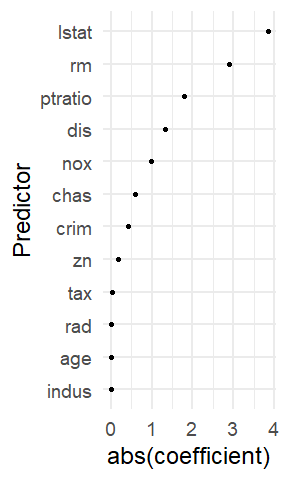 lstat
rm
ptratio
dis
nox
chas
crim
zn
tax
rad
age
indus
Predictor
0 1 2 3 4
abs(coefficient)